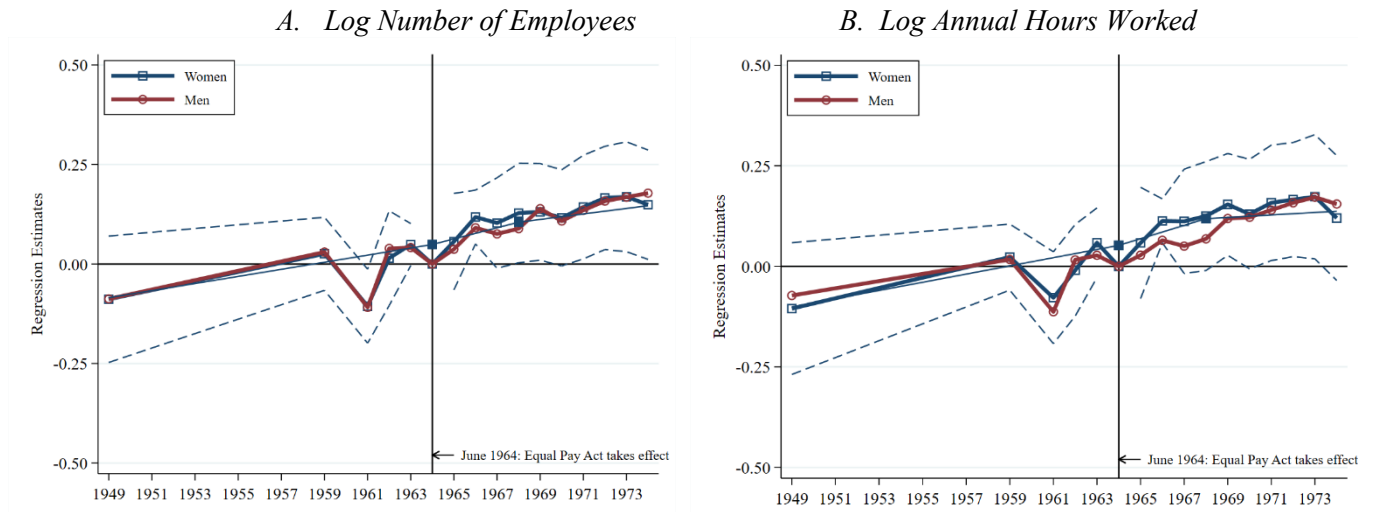 A. Log Number of Employees
0.50
0.25
0.00
-0.25
-0.50
Regression Estimates
Women
Men
June 1964: Equal Pay Act takes effect
1949 1951 1953 1955 1957 1959 1961 1963 1965 1967 1969 1971 1973
B. Log Annual Hours Worked
0.50
0.25
0.00
-0.25
-0.50
Regression Estimates
Women
Men
June 1964: Equal Pay Act takes effect
1949 1951 1953 1955 1957 1959 1961 1963 1965 1967 1969 1971 1973